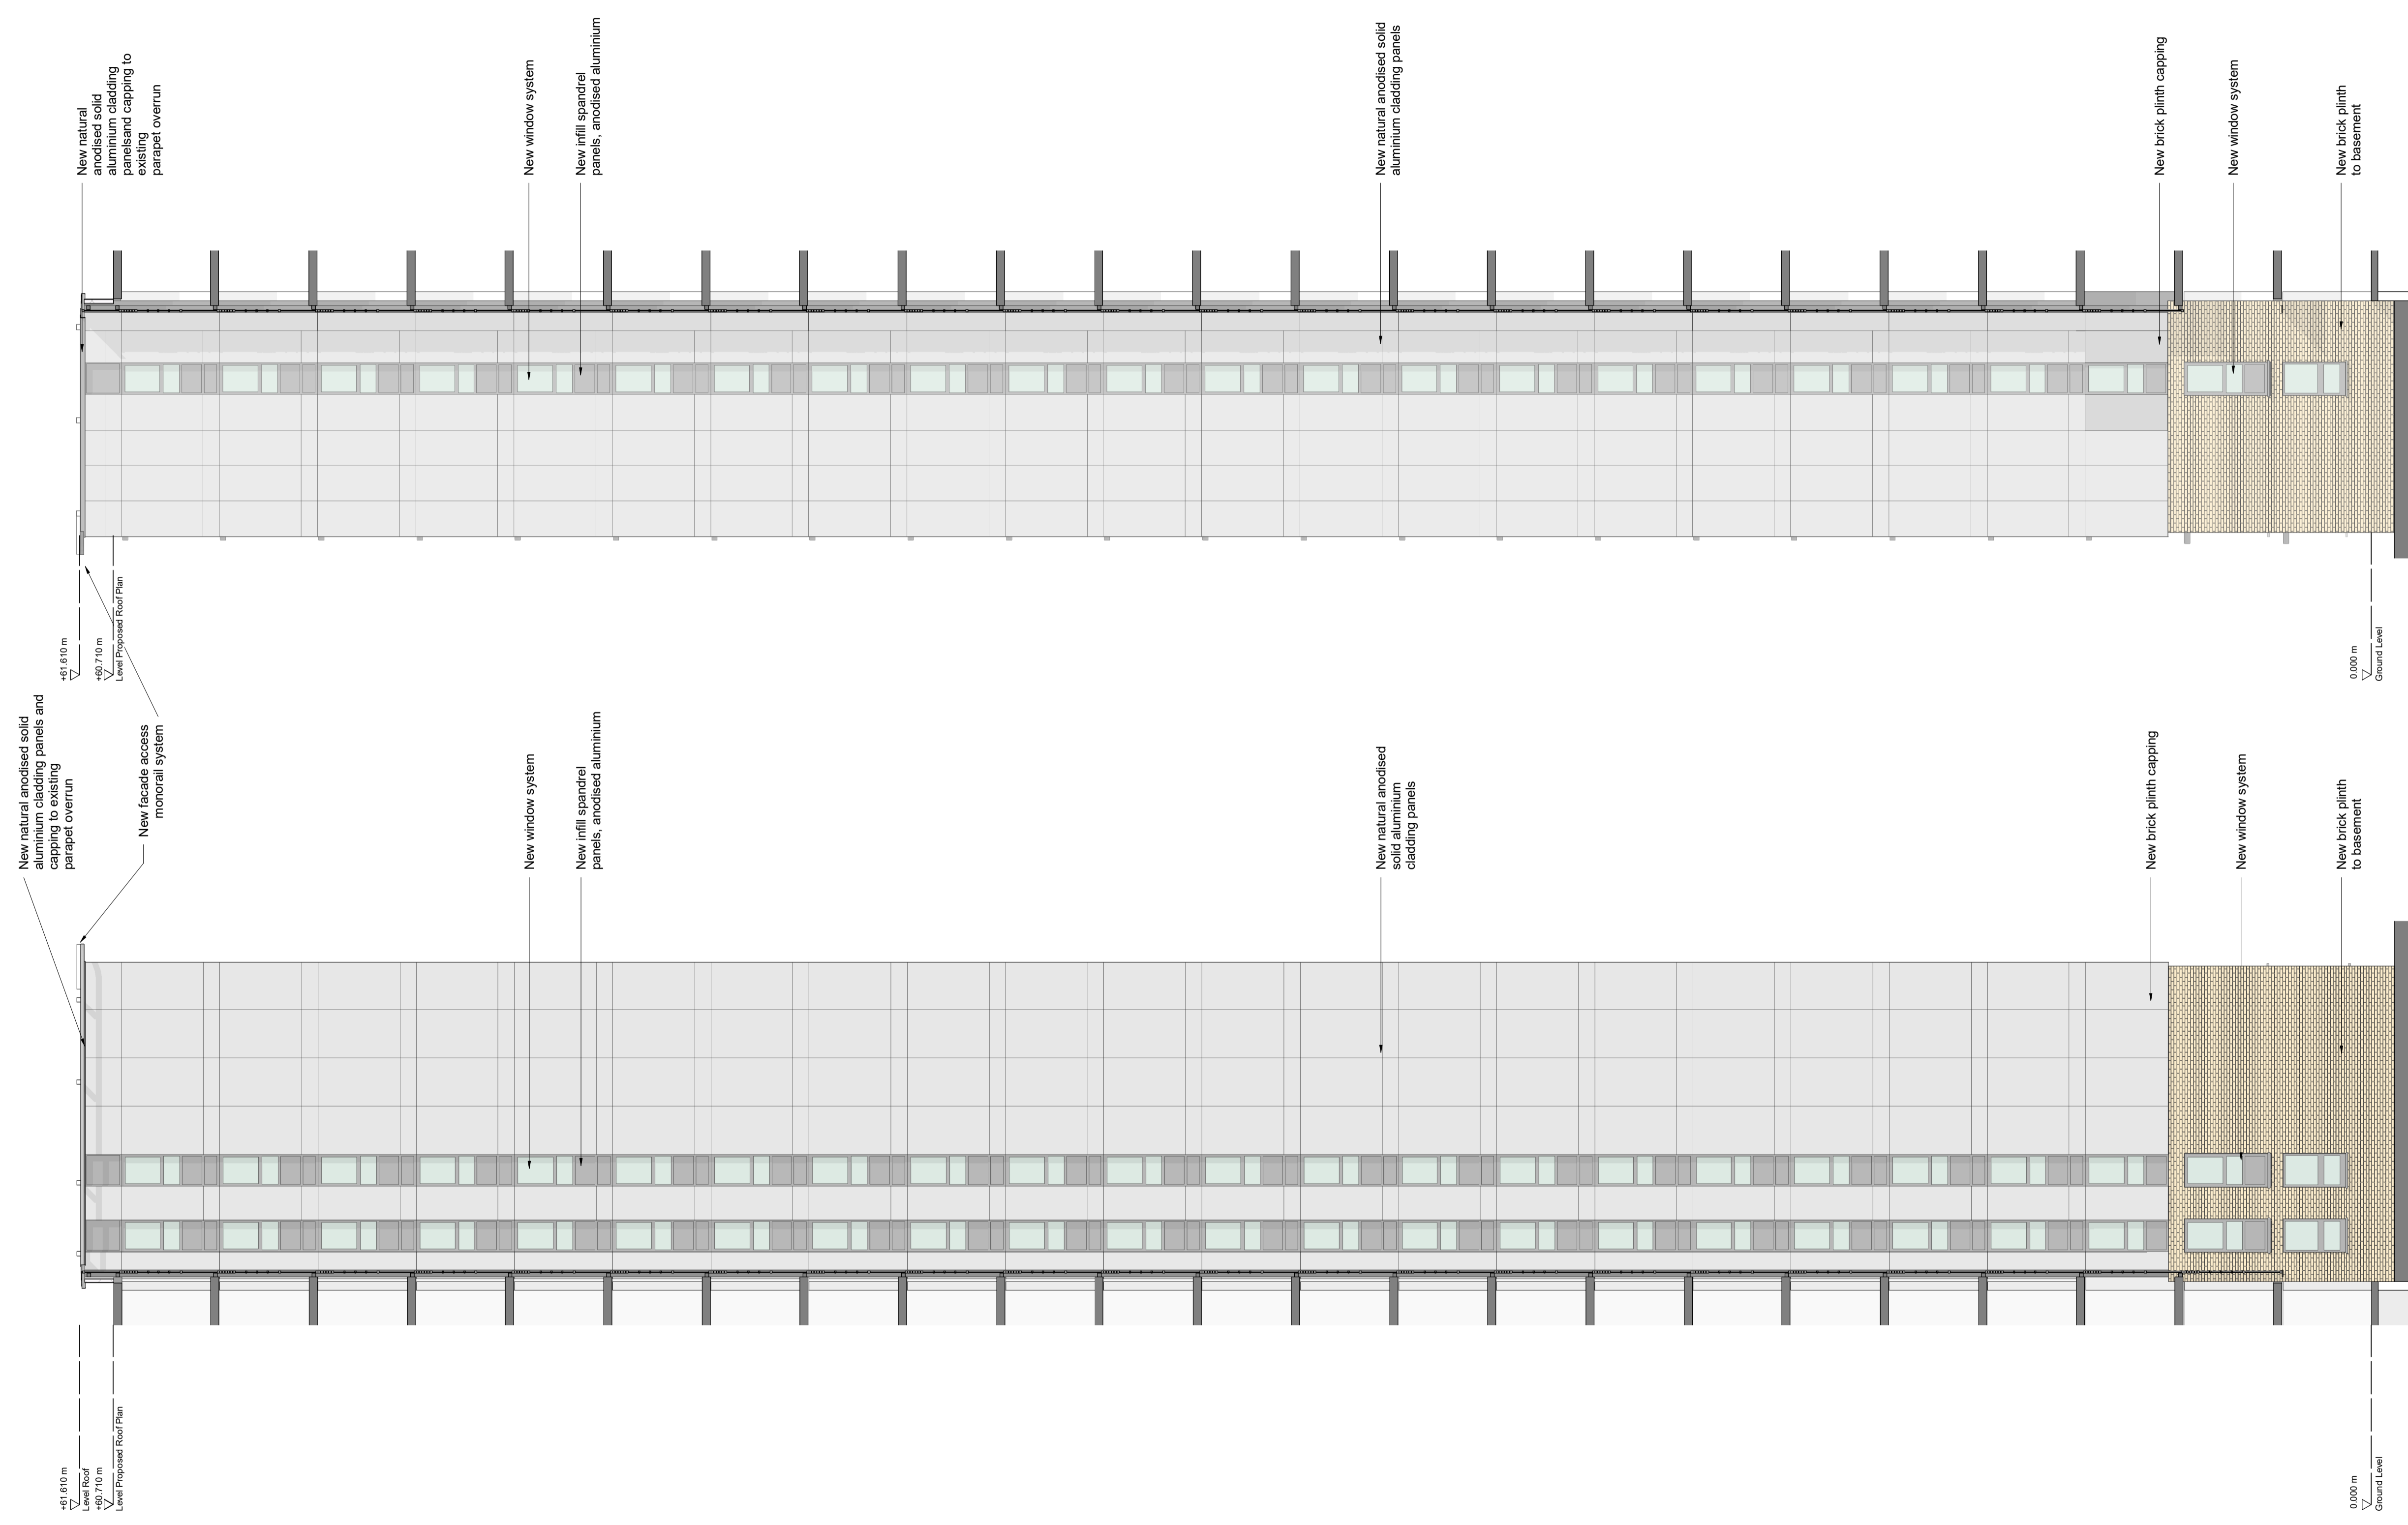 New natural
anodised solid
aluminium cladding
panelsand capping to
existing
parapet overrun
New window system
New infill spandrel
panels, anodised aluminium
New natural anodised solid
aluminium cladding panels
New brick plinth capping
New window system
New brick plinth
to basement
+61.610 m
+60.710 m
Level Proposed Roof Plan
0.000 m
Ground Level
New natural anodised solid
aluminium cladding panels and
capping to existing
parapet overrun
New facade access
monorail system
New window system
New infill spandrel
panels, anodised aluminium
New natural anodised
solid aluminium
cladding panels
New brick plinth capping
New window system
New brick plinth
to basement
+61.610 m
Level Roof
+60.710 m
Level Proposed Roof Plan
0.000 m
Ground Level